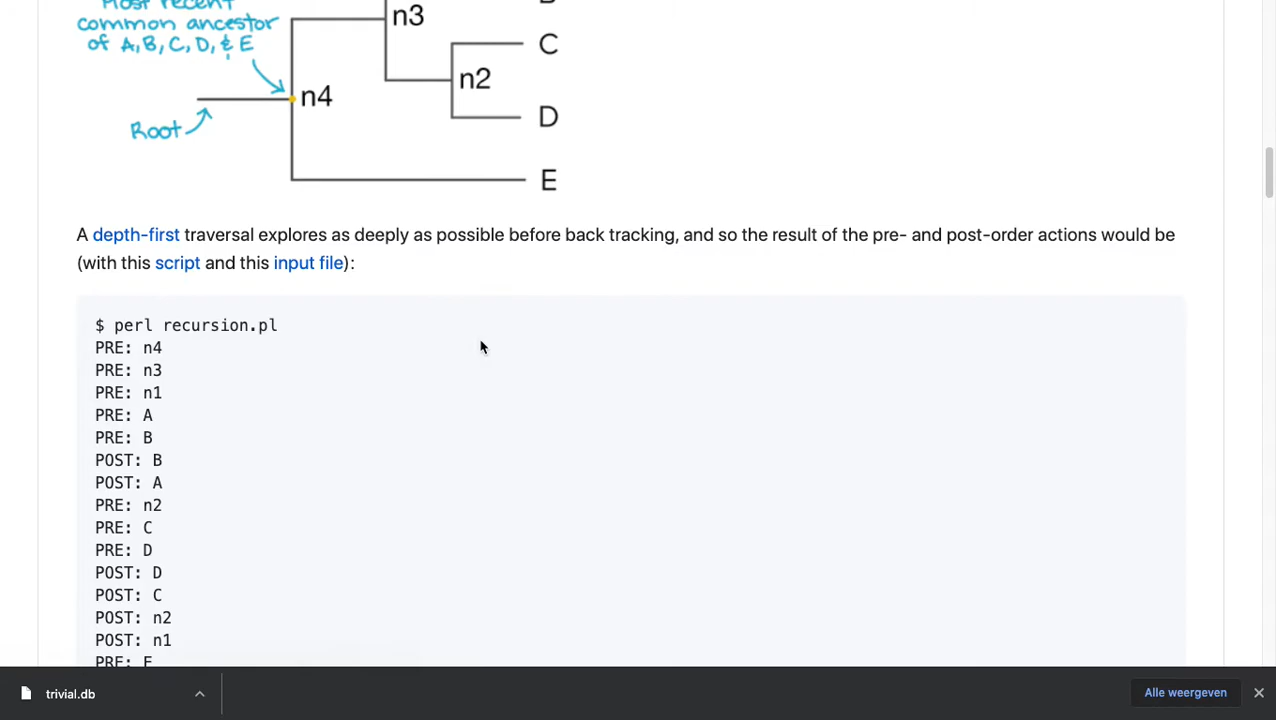 Most recent
common ancestor
of A, B, C, D, & E
n3
B
C
n2
D
n4
Root
E
A depth-first traversal explores as deeply as possible before back tracking, and so the result of the pre- and post-order actions would be
(with this script and this input file):
$ perl recursion.pl
PRE: n4
PRE: n3
PRE: n1
PRE: A
PRE: B
POST: B
POST: A
PRE: n2
PRE: C
PRE: D
POST: D
POST: C
POST: n2
POST: n1
PRE: E
trivial.db
Alle weergeven